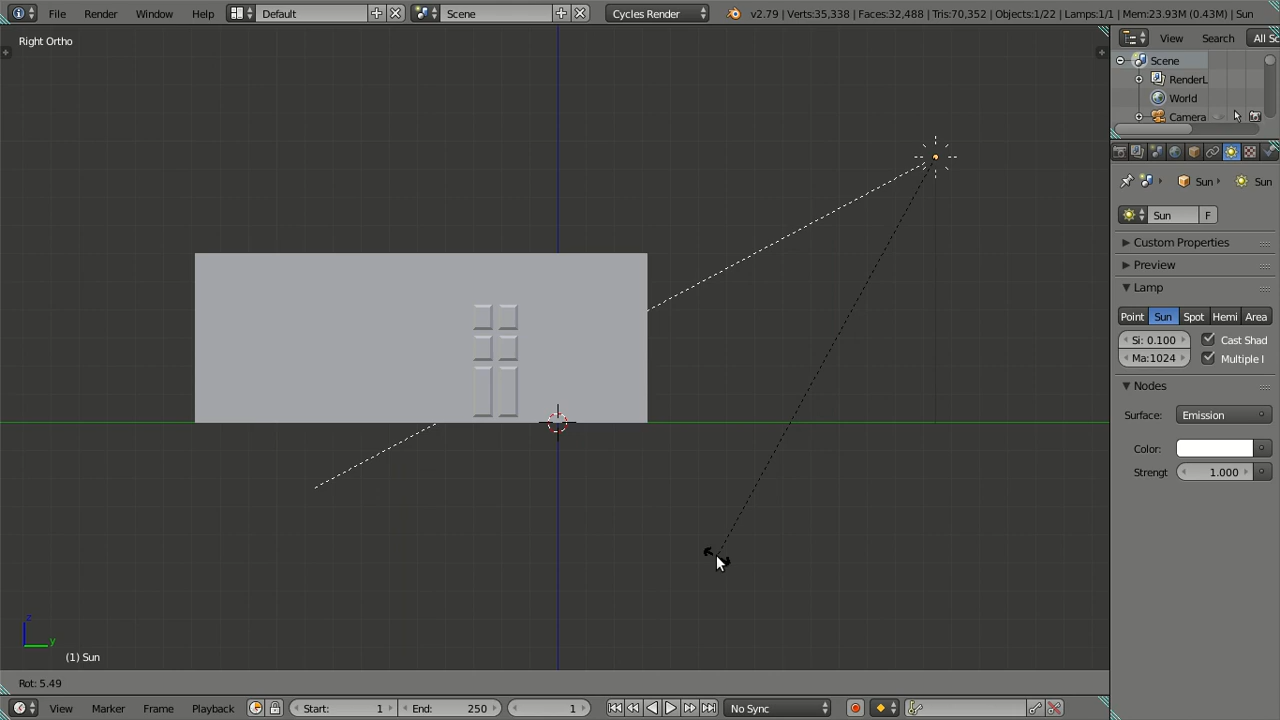 File Render Window Help Default Scene Cycles Render v2.79 | Verts:35,338 | Faces:32,488 | Tris:70,352 | Objects:1/22 | Lamps:1/1 | Mem:23.93M (0.43M) | Sun
Right Ortho
View Search All Sc
Scene
RenderL
World
Camera
Sun Sun
Sun F
Custom Properties
Preview
Lamp
Point Sun Spot Hemi Area
Si: 0.100 Cast Shad
Ma:1024 Multiple I
Nodes
Surface: Emission
Color:
Strengt 1.000
z
y
(1) Sun
Rot: 5.49
View Marker Frame Playback Start: 1 End: 250 1 No Sync